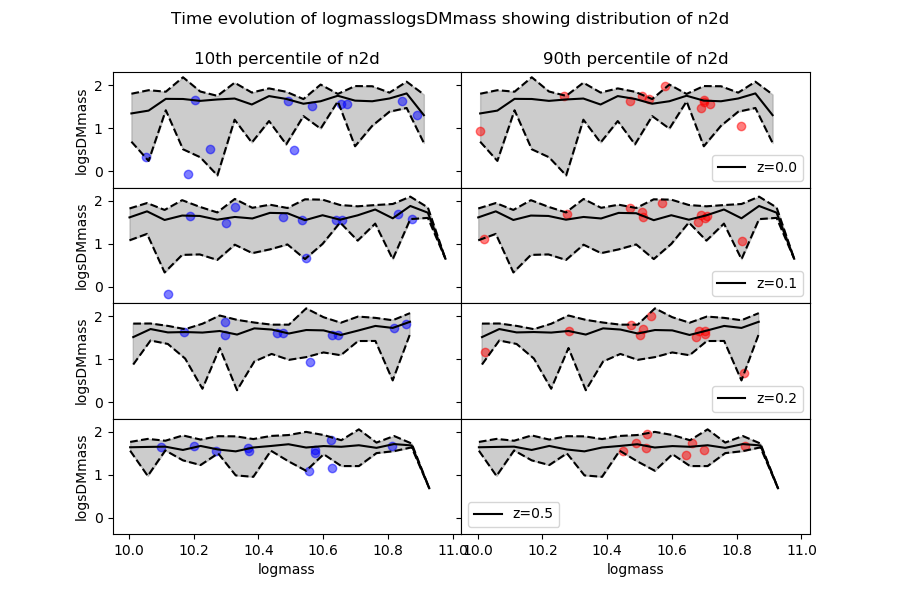 Time evolution of logmasslogsDMmass showing distribution of n2d
10th percentile of n2d
90th percentile of n2d
logsDMmass
2
1
0
z=0.0
logsDMmass
2
1
0
z=0.1
logsDMmass
2
1
0
z=0.2
logsDMmass
2
1
0
z=0.5
10.0 10.2 10.4 10.6 10.8 11.0
10.0 10.2 10.4 10.6 10.8 11.0
logmass
logmass